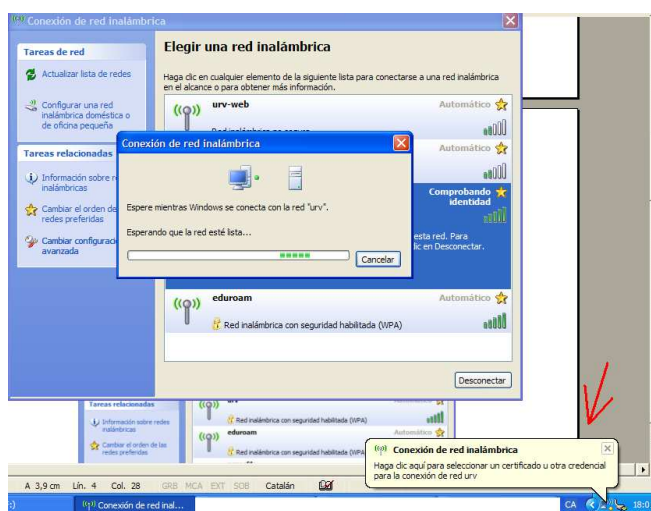 Conexión de red inalámbrica
Tareas de red
Actualizar lista de redes
Configurar una red
inalámbrica doméstica o
de oficina pequeña
Tareas relacionadas
Información sobre
inalámbricas
Cambiar el orden de
redes preferidas
Cambiar
avanzada
Elegir una red inalámbrica
Haga clic en cualquier elemento de la siguiente lista para conectarse a una red inalámbrica
en el alcance o para obtener más información.
urv-web
Automático
Automático
Comprobando
identidad
esta red. Para
en Desconectar.
Conexión de red inalámbrica
Espere mientras Windows se conecta con la red "urv".
Esperando que la red esté lista...
Cancelar
eduroam
Automático
Red inalámbrica con seguridad habilitada (WPA)
Desconectar
Tareas relacionadas
Información sobre redes
inalámbricas
Cambiar el orden de las
redes preferidas
Red inalámbrica con seguridad habilitada (WPA)
eduroam
Automático
Red inalámbrica con seguridad habilitada (WPA)
Conexión de red inalámbrica
Haga clic aquí para seleccionar un certificado u otra credencial
para la conexión de red urv
A 3,9 cm Lín. 4 Col. 28 GRB MCA EXT SOB Catalán
Conexión de red inal...
CA
18:0